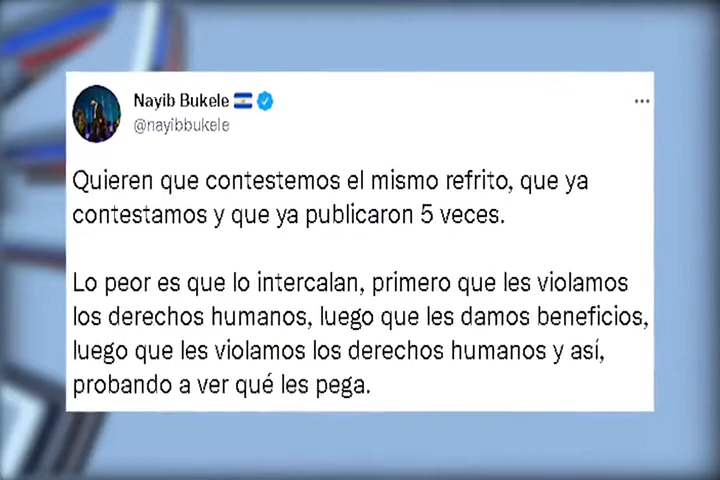 Nayib Bukele
@nayibbukele
Quieren que contestemos el mismo refrito, que ya
contestamos y que ya publicaron 5 veces.
Lo peor es que lo intercalan, primero que les violamos
los derechos humanos, luego que les damos beneficios,
luego que les violamos los derechos humanos y así,
probando a ver qué les pega.